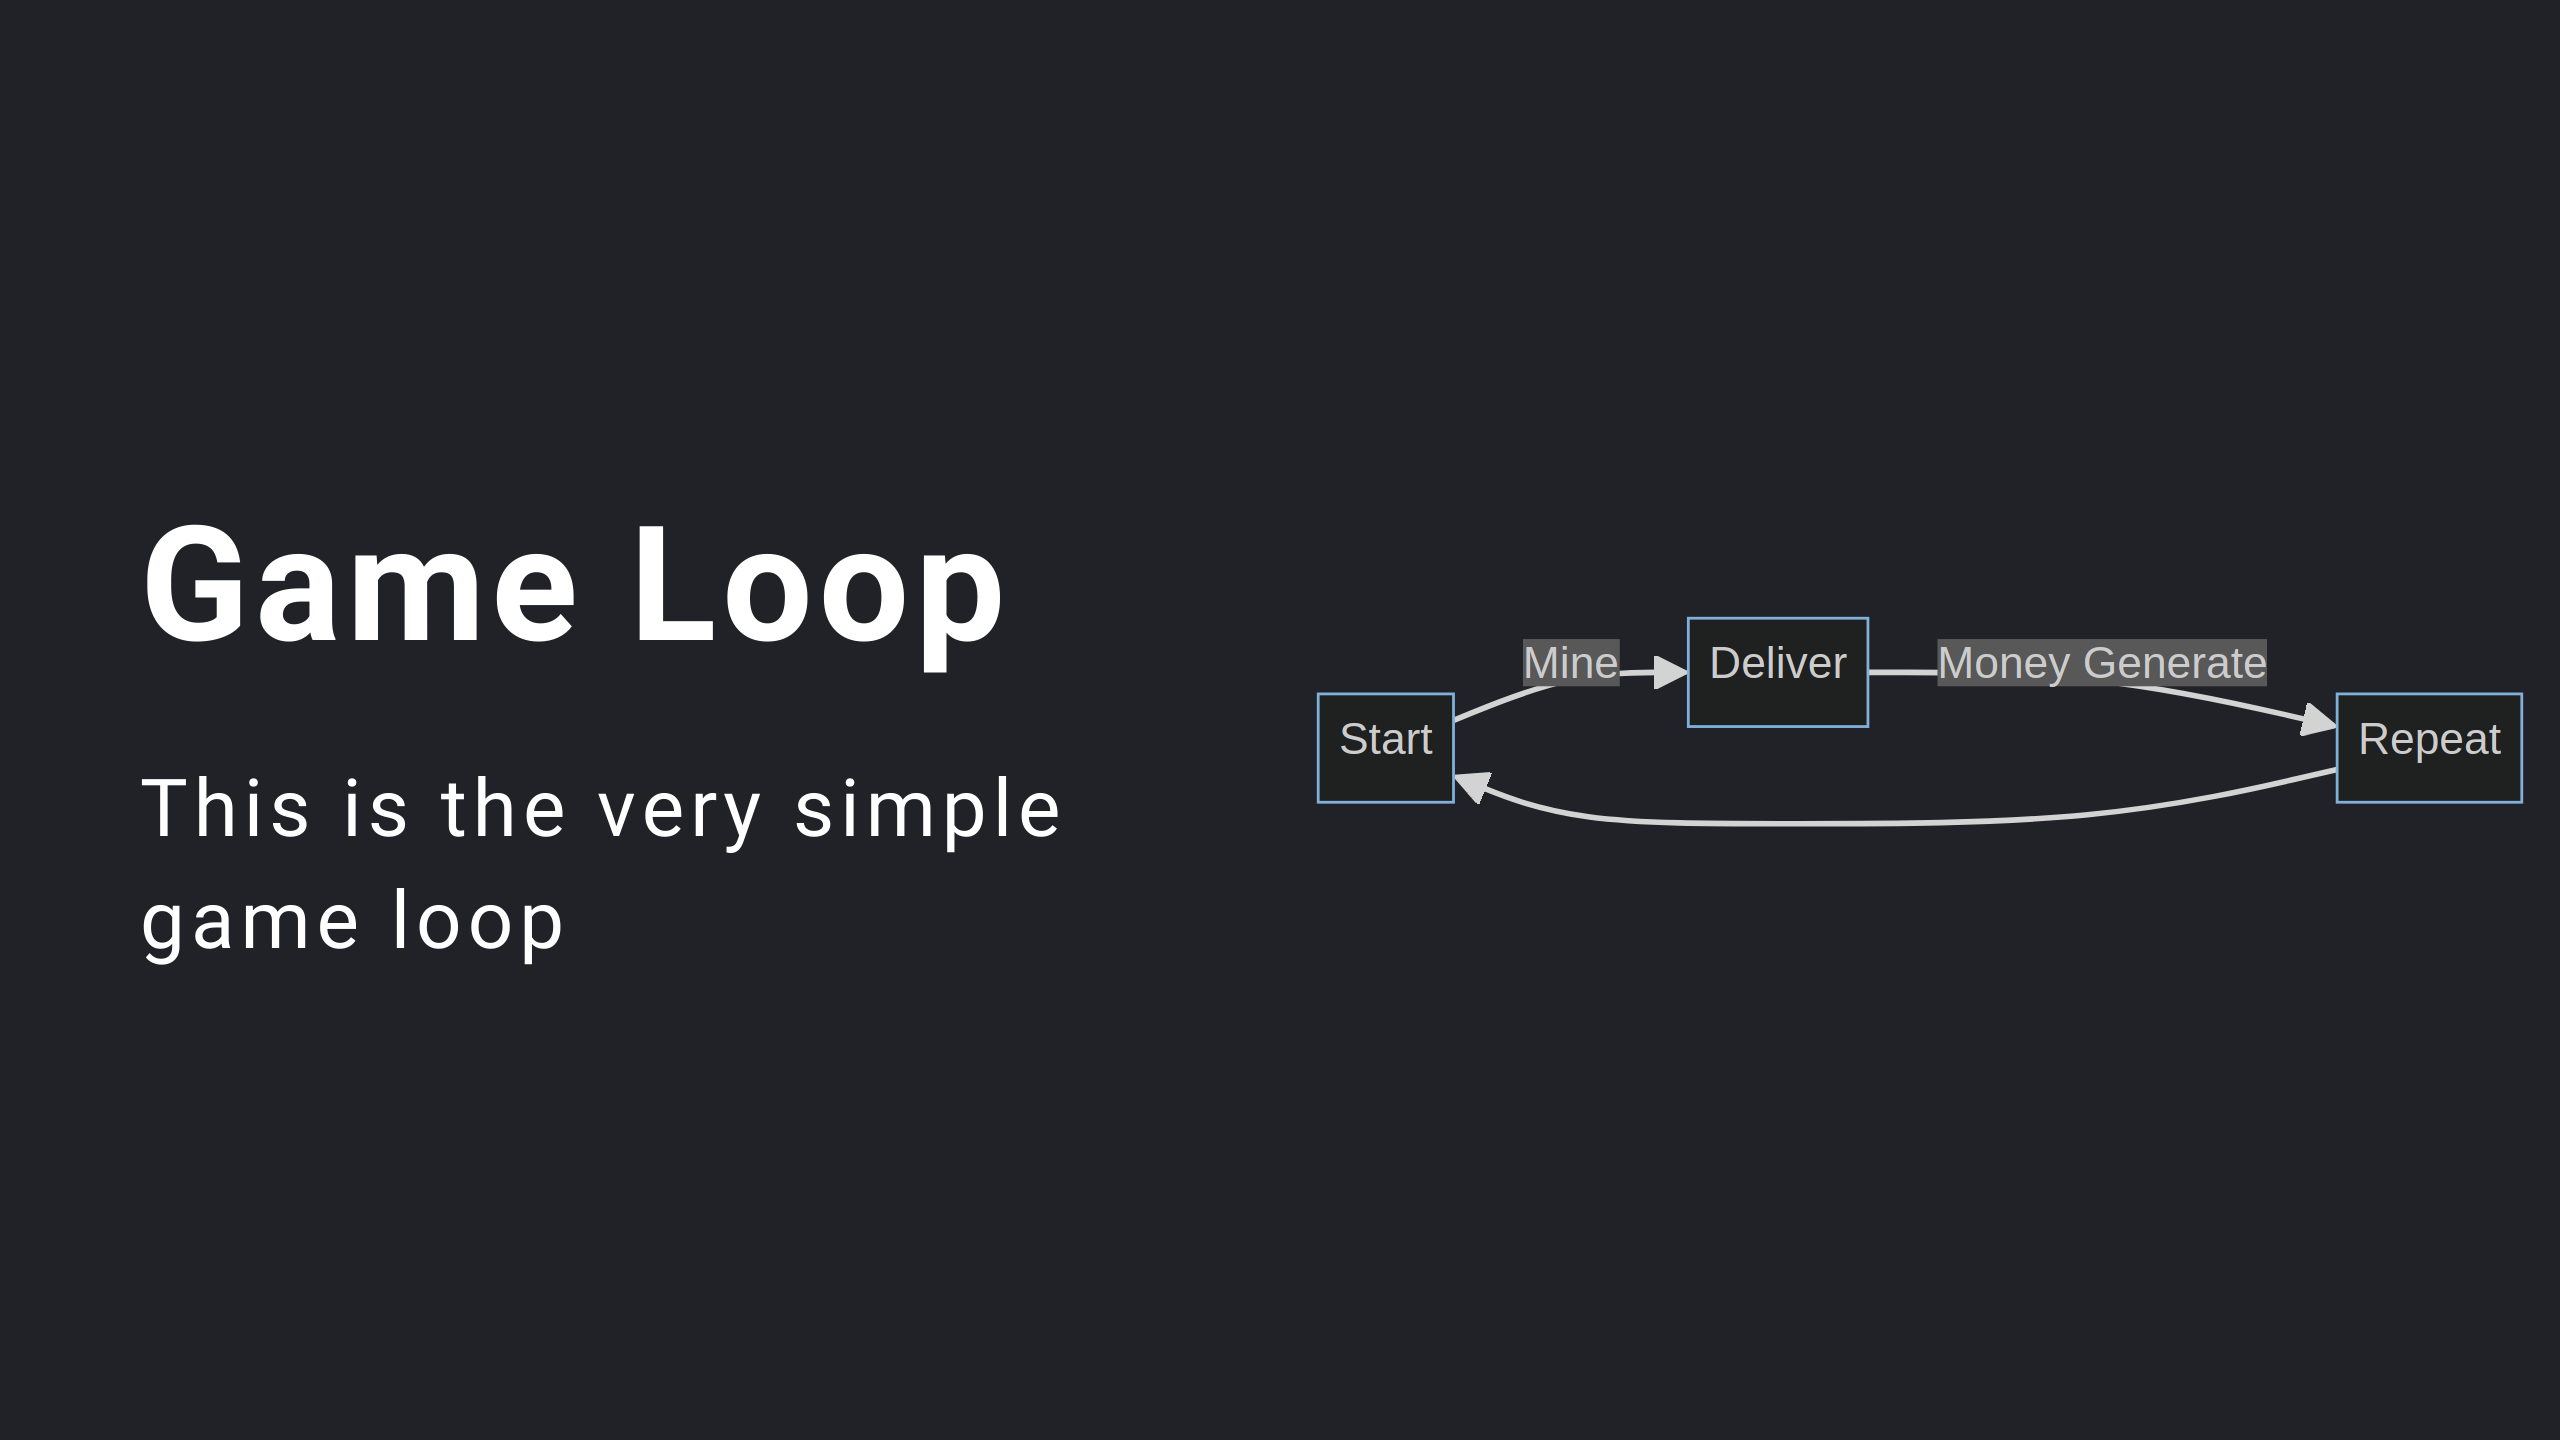 Game Loop
This is the very simple
game loop
Start
Mine
Deliver
Money Generate
Repeat